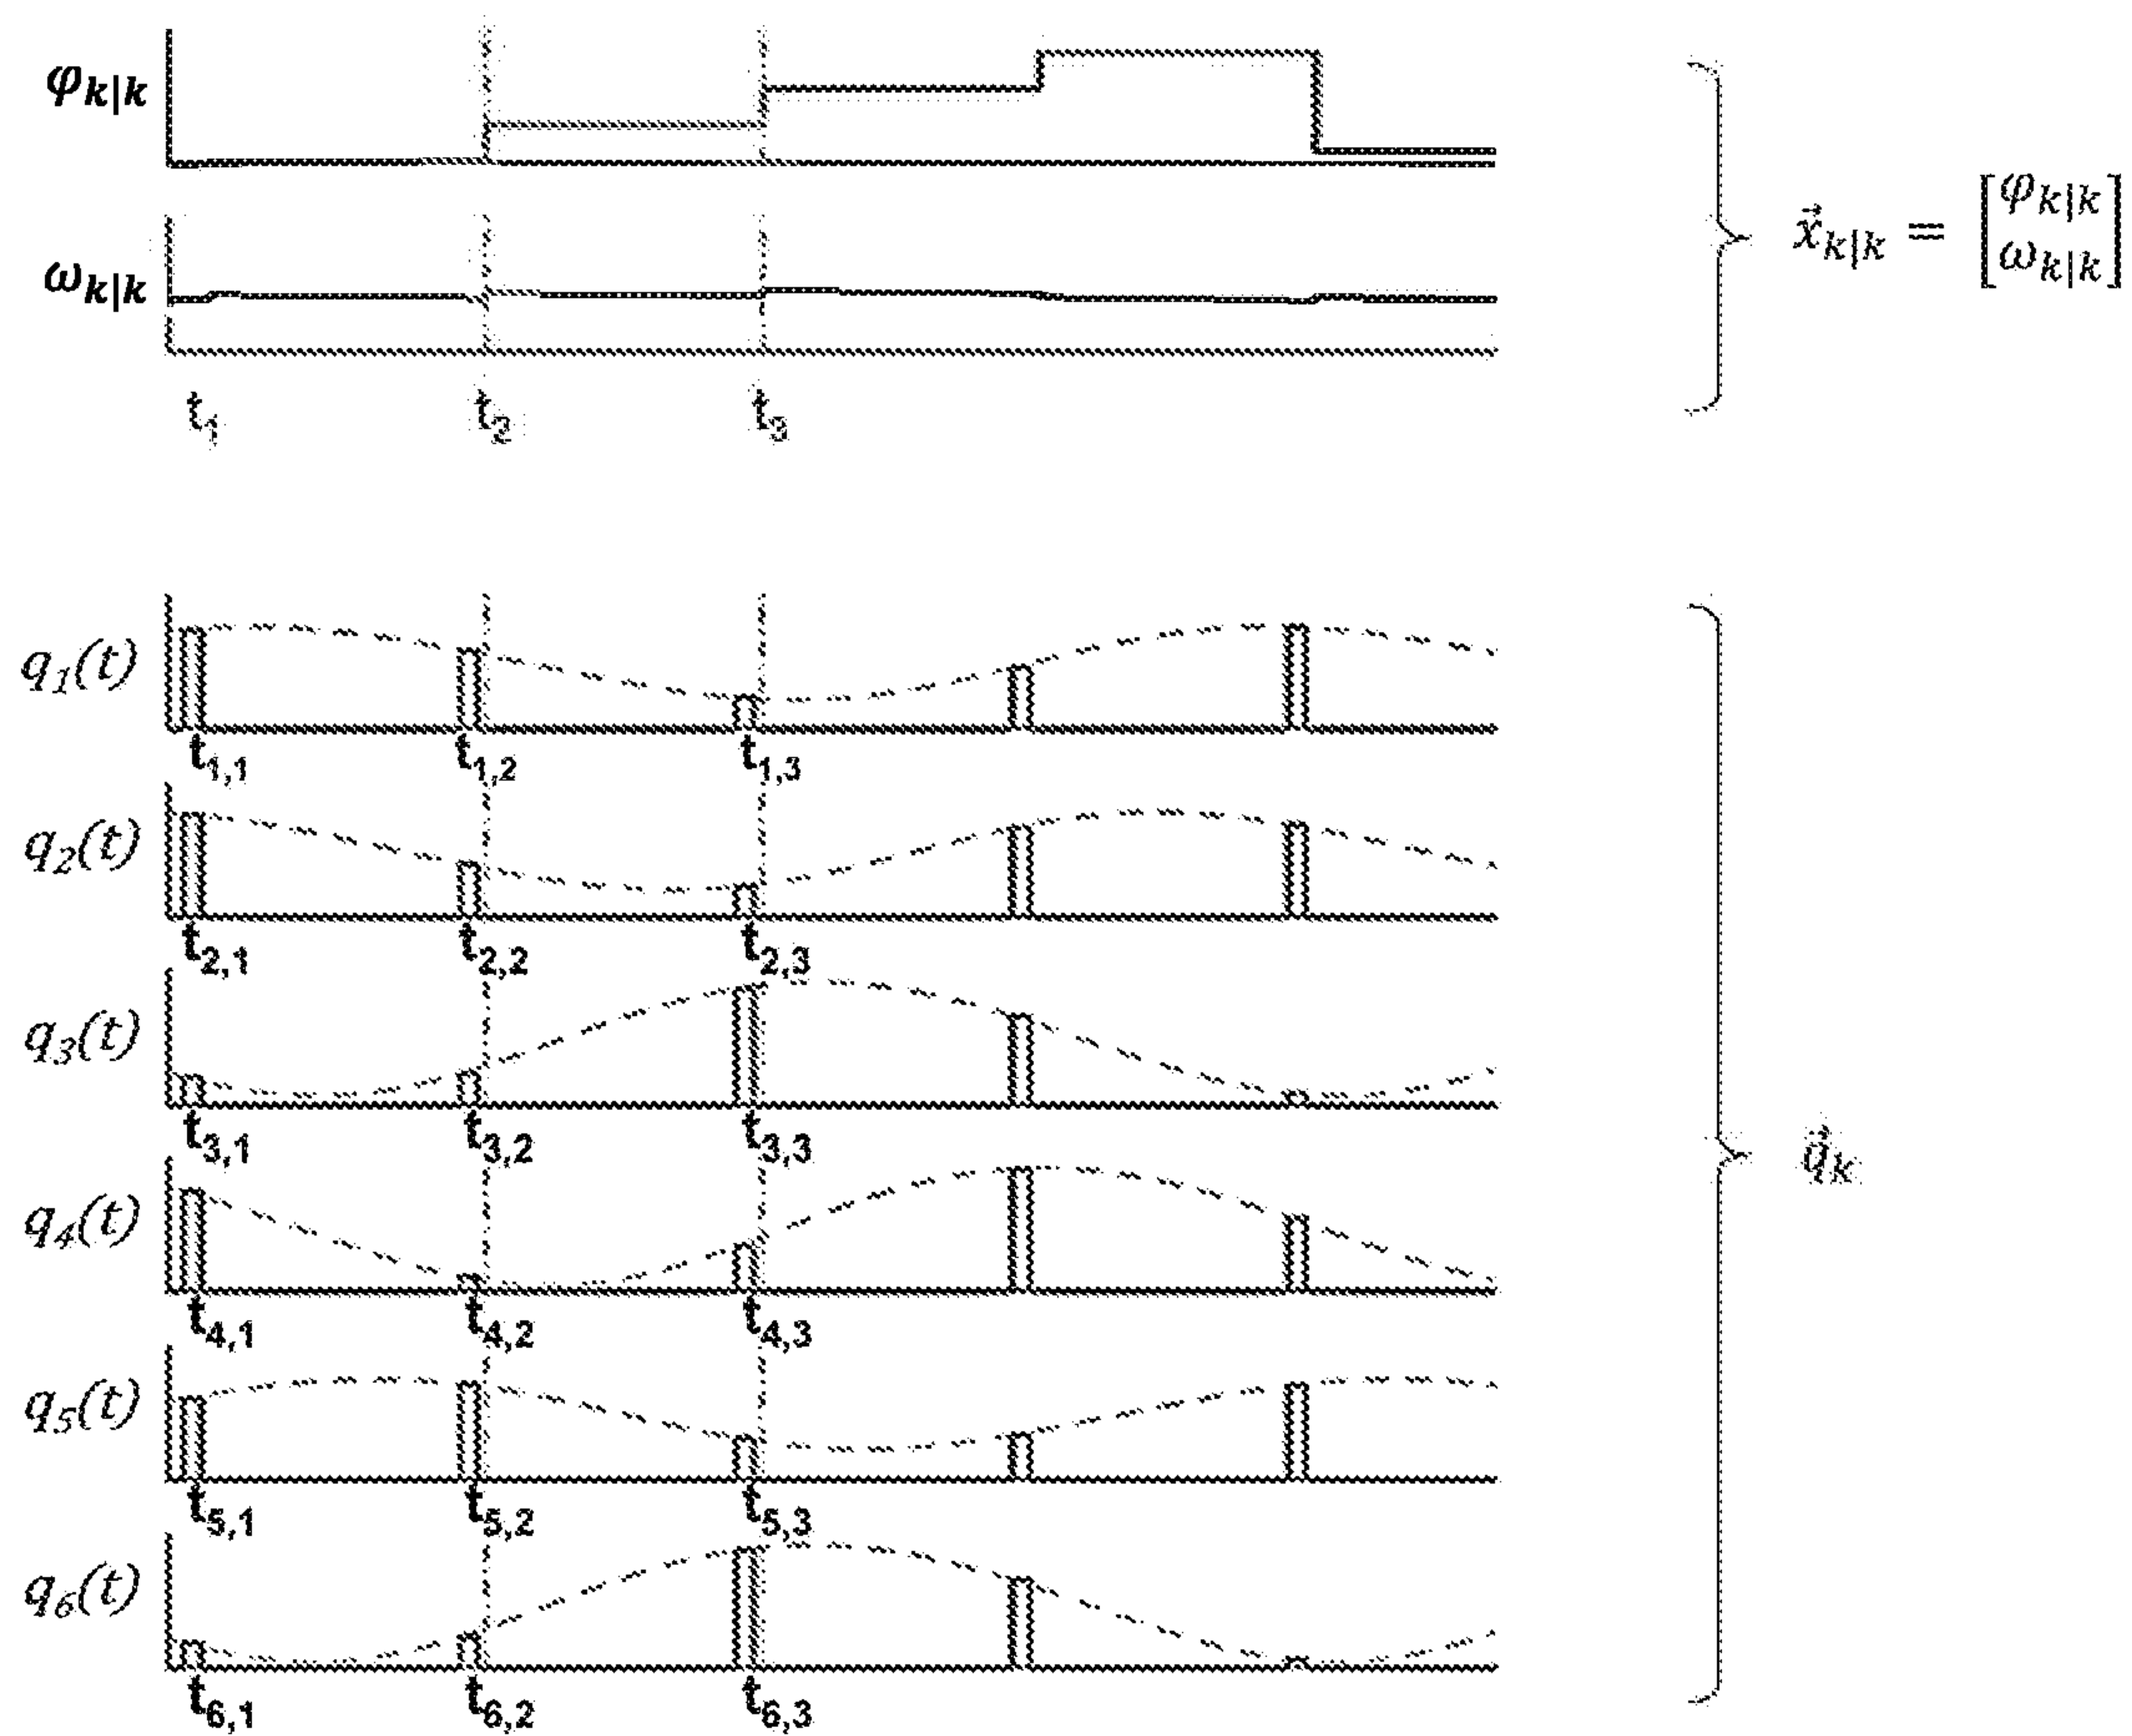 φk|k
ωk|k
x⃗k|k = [φk|k ωk|k]
t1 t2 t3
q1(t)
t1,1 t1,2 t1,3
q2(t)
t2,1 t2,2 t2,3
q3(t)
t3,1 t3,2 t3,3
q⃗k
q4(t)
t4,1 t4,2 t4,3
q5(t)
t5,1 t5,2 t5,3
q6(t)
t6,1 t6,2 t6,3